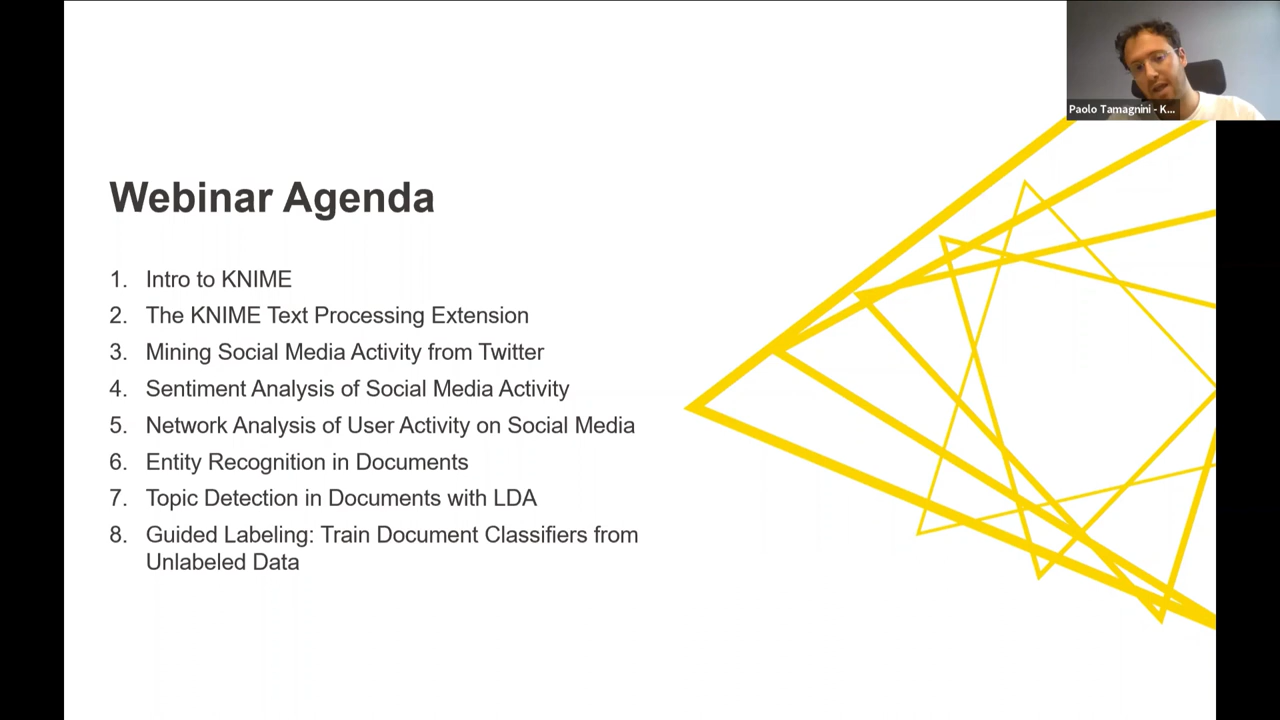 Paolo Tamagnini - K...
Webinar Agenda
1. Intro to KNIME
2. The KNIME Text Processing Extension
3. Mining Social Media Activity from Twitter
4. Sentiment Analysis of Social Media Activity
5. Network Analysis of User Activity on Social Media
6. Entity Recognition in Documents
7. Topic Detection in Documents with LDA
8. Guided Labeling: Train Document Classifiers from
Unlabeled Data